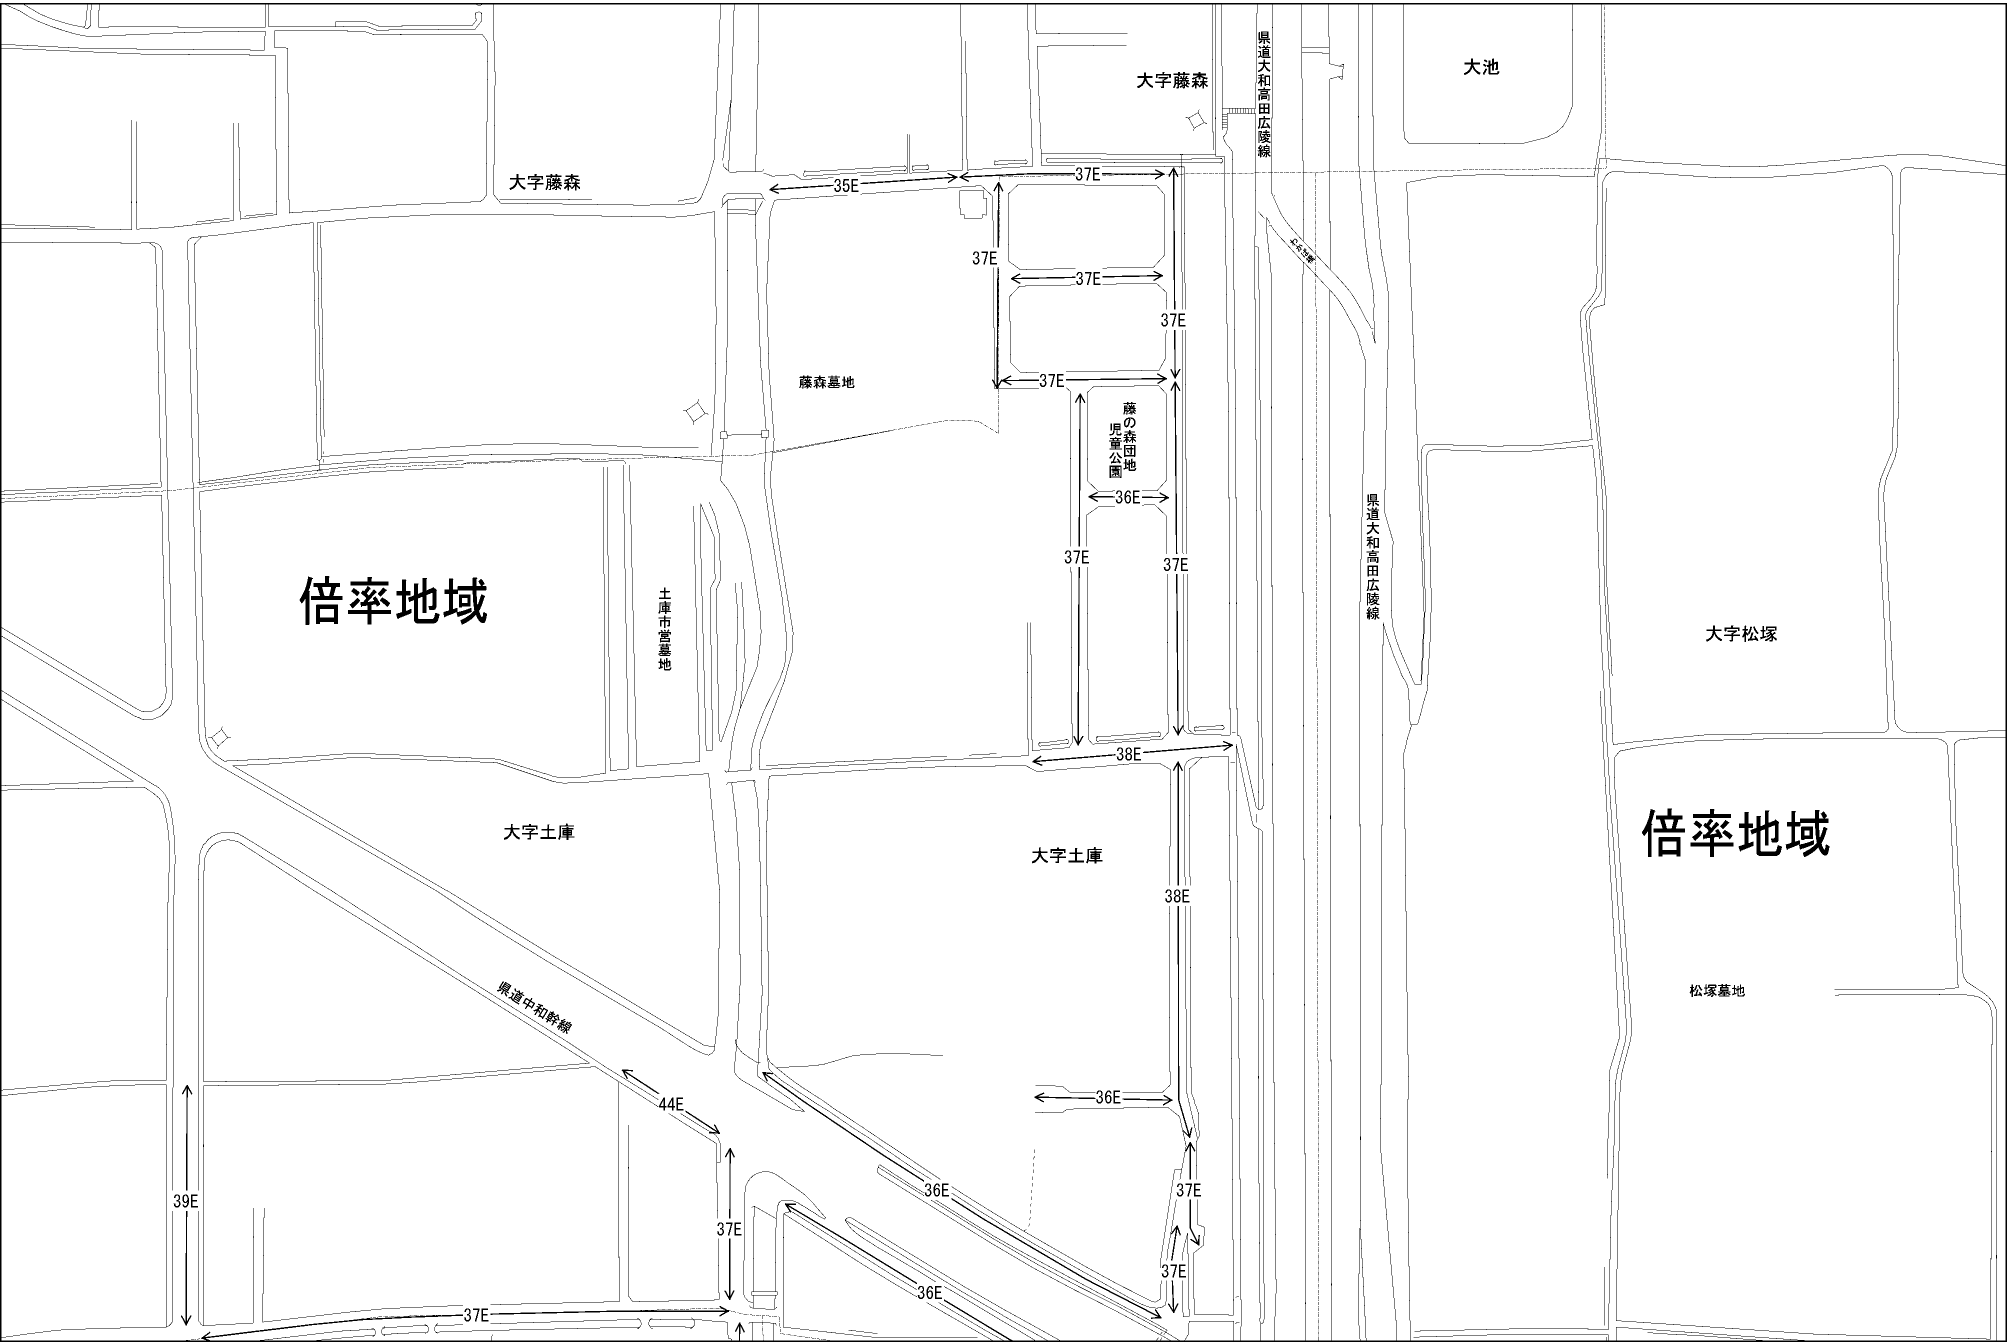 県道大和高田広陵線
大池
大字藤森
大字藤森
35E
37E
37E
37E
37E
藤森墓地
37E
藤の森団地
児童公園
36E
県道大和高田広陵線
37E
37E
倍率地域
土庫市営墓地
大字松塚
38E
大字土庫
大字土庫
倍率地域
38E
県道中和幹線
松塚墓地
44E
36E
39E
37E
36E
37E
37E
36E
37E